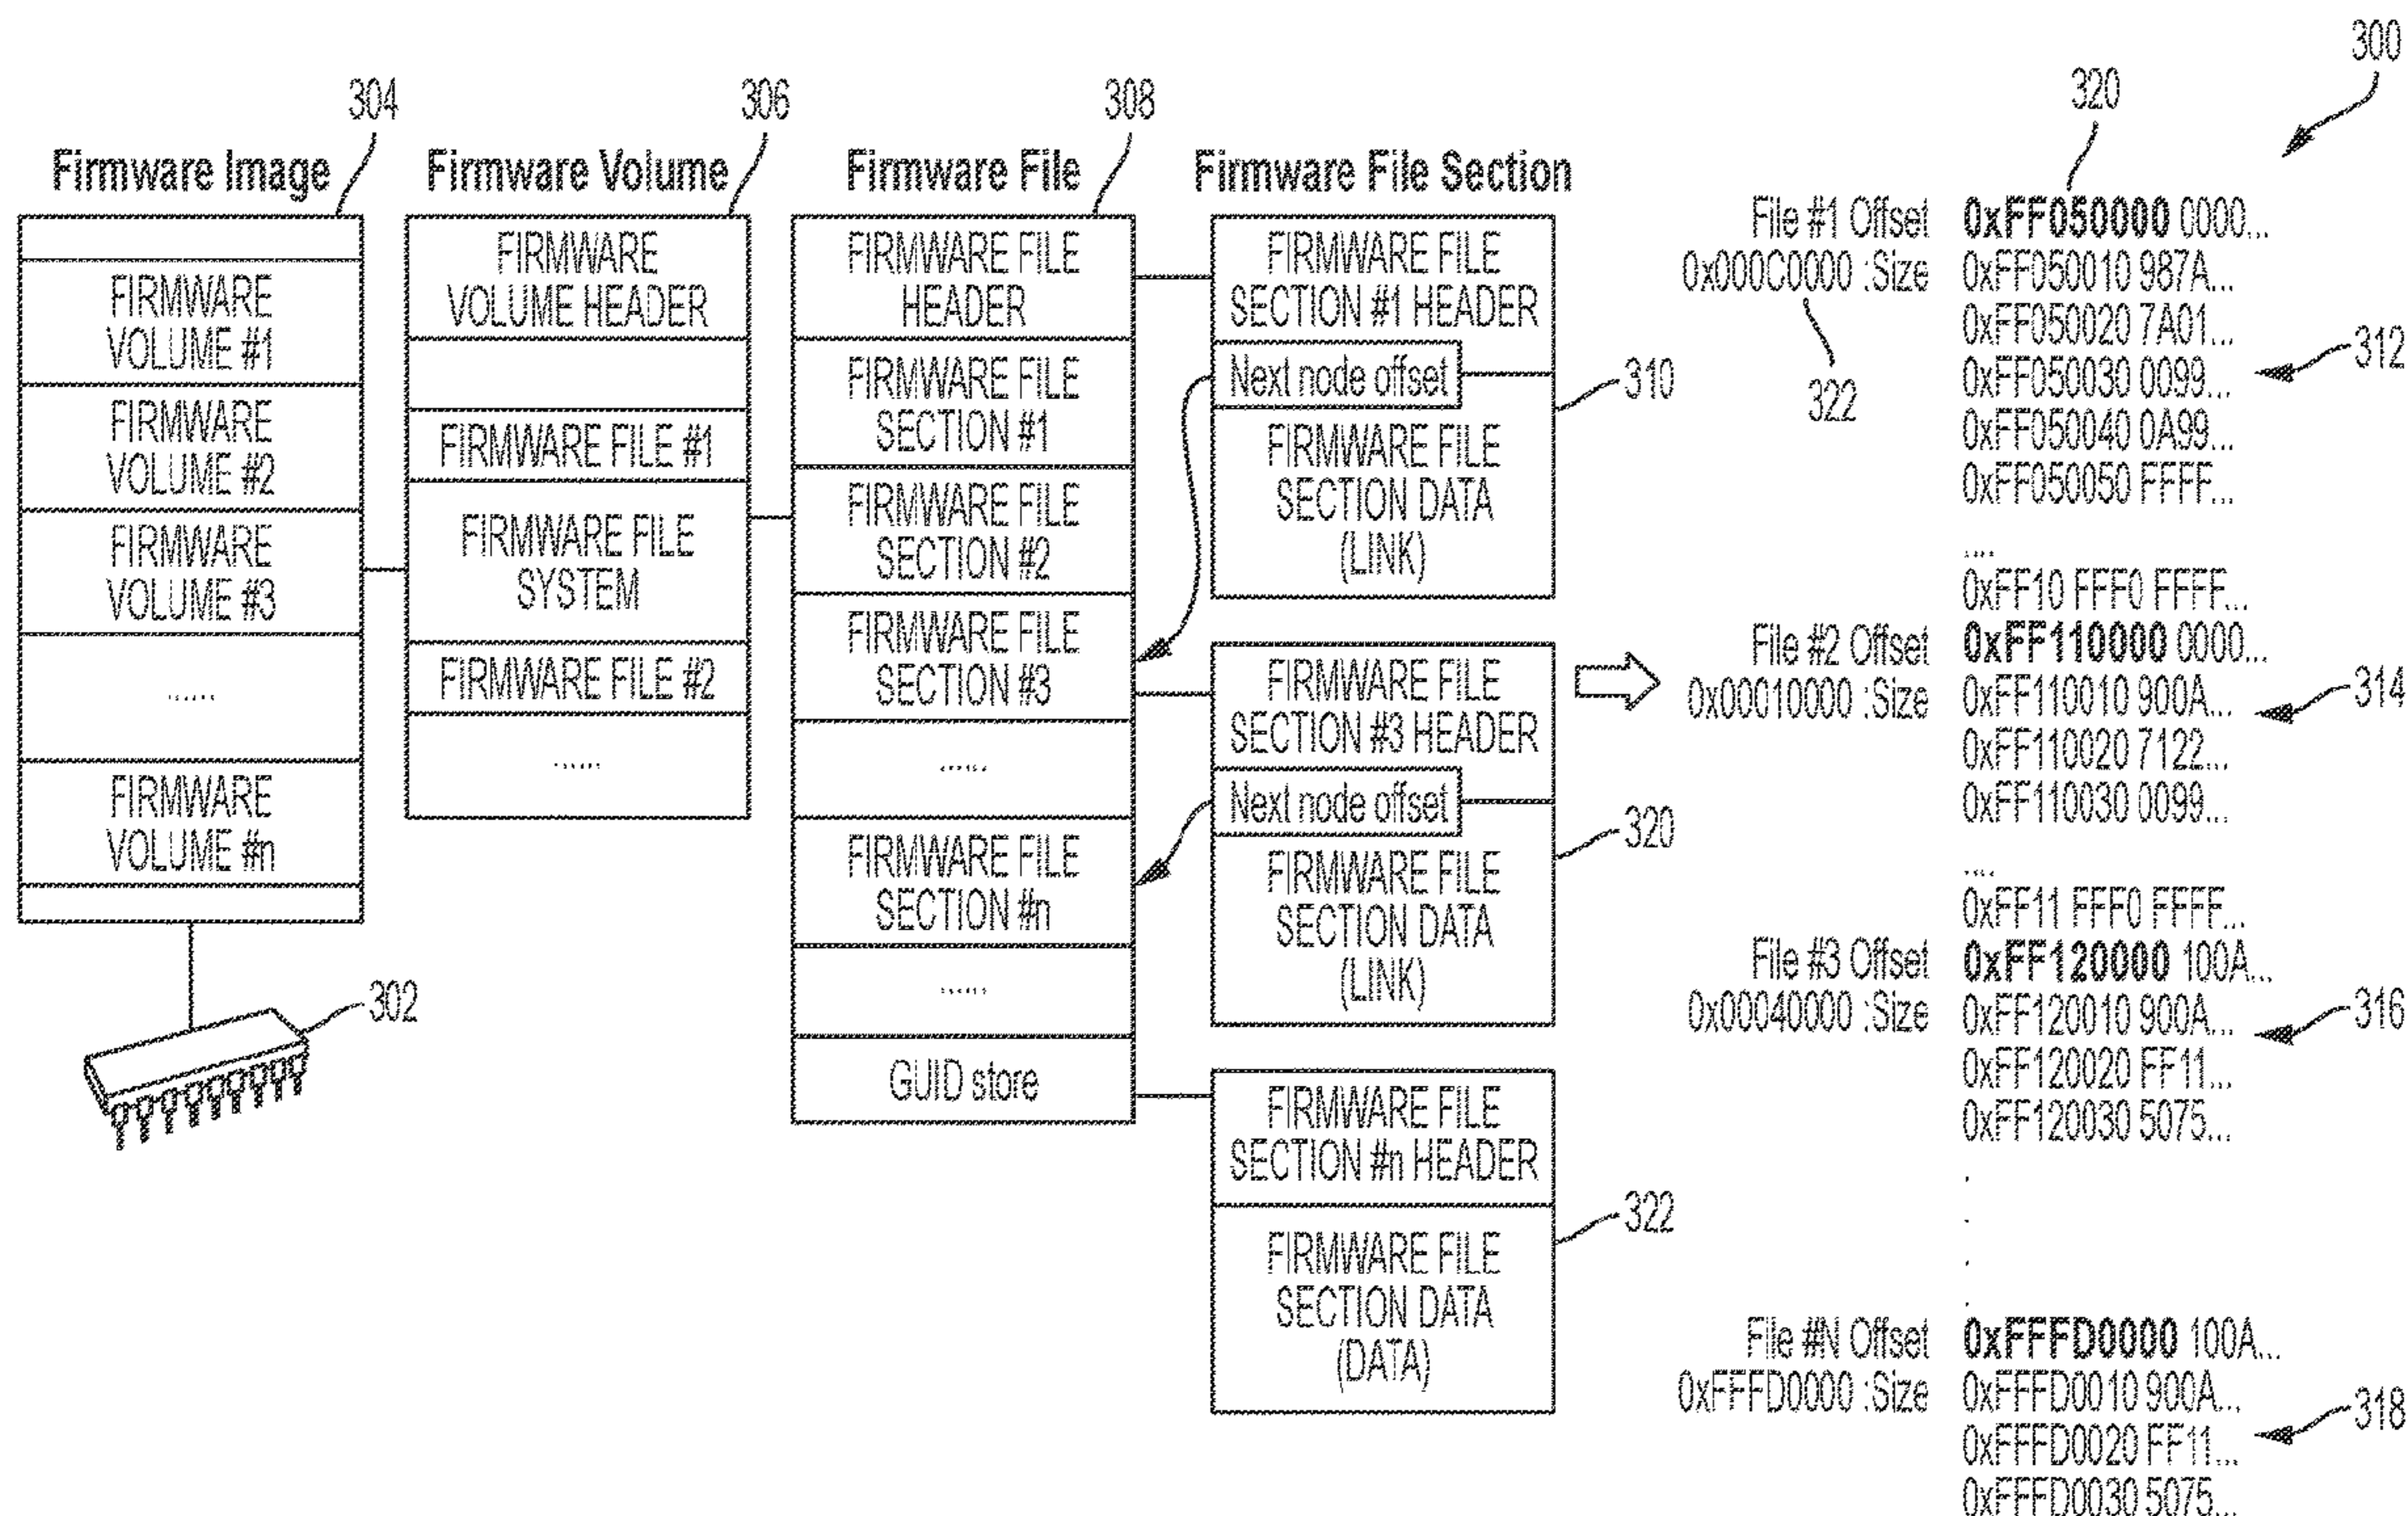 300
304
306
308
320
Firmware Image
Firmware Volume
Firmware File
Firmware File Section
FIRMWARE
VOLUME #1
FIRMWARE
VOLUME #2
FIRMWARE
VOLUME #3
......
FIRMWARE
VOLUME #n
302
FIRMWARE
VOLUME HEADER
FIRMWARE FILE #1
FIRMWARE FILE
SYSTEM
FIRMWARE FILE #2
......
FIRMWARE FILE
HEADER
FIRMWARE FILE
SECTION #1
FIRMWARE FILE
SECTION #2
FIRMWARE FILE
SECTION #3
......
FIRMWARE FILE
SECTION #n
......
GUID store
FIRMWARE FILE
SECTION #1 HEADER
Next node offset
FIRMWARE FILE
SECTION DATA
(LINK)
310
FIRMWARE FILE
SECTION #3 HEADER
Next node offset
FIRMWARE FILE
SECTION DATA
(LINK)
320
FIRMWARE FILE
SECTION #n HEADER
FIRMWARE FILE
SECTION DATA
(DATA)
322
File #1 Offset 0xFF050000 0000...
0x000C0000 :Size 0xFF050010 987A...
322
0xFF050020 7A01...
0xFF050030 0099...
312
0xFF050040 0A99...
0xFF050050 FFFF...
....
0xFF10 FFF0 FFFF...
File #2 Offset 0xFF110000 0000...
0x00010000 :Size 0xFF110010 900A...
314
0xFF110020 7122...
0xFF110030 0099...
....
0xFF11 FFF0 FFFF...
File #3 Offset 0xFF120000 100A...
0x00040000 :Size 0xFF120010 900A...
316
0xFF120020 FF11...
0xFF120030 5075...
.
.
.
.
File #N Offset 0xFFFD0000 100A...
0xFFFD0000 :Size 0xFFFD0010 900A...
318
0xFFFD0020 FF11...
0xFFFD0030 5075...